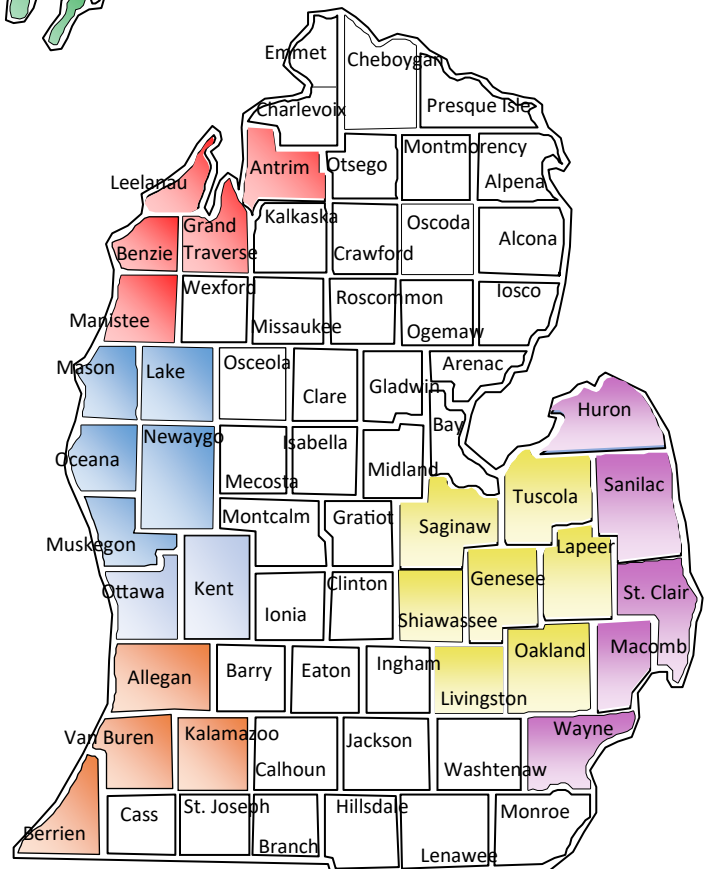 Emmet
Cheboygan
Charlevoix
Presque Isle
Antrim
Otsego
Montmorency
Leelanau
Alpena
Grand
Traverse
Kalkaska
Oscoda
Benzie
Crawford
Alcona
Wexford
Roscommon
Iosco
Manistee
Missaukee
Ogemaw
Mason
Lake
Osceola
Arenac
Clare
Gladwin
Huron
Bay
Newaygo
Isabella
Oceana
Midland
Mecosta
Tuscola
Sanilac
Montcalm
Gratiot
Saginaw
Muskegon
Lapeer
Ottawa
Kent
Clinton
Genesee
St. Clair
Ionia
Shiawassee
Allegan
Barry
Eaton
Ingham
Oakland
Macomb
Livingston
Van Buren
Kalamazoo
Jackson
Wayne
Calhoun
Washtenaw
Cass
St. Joseph
Hillsdale
Monroe
Berrien
Branch
Lenawee